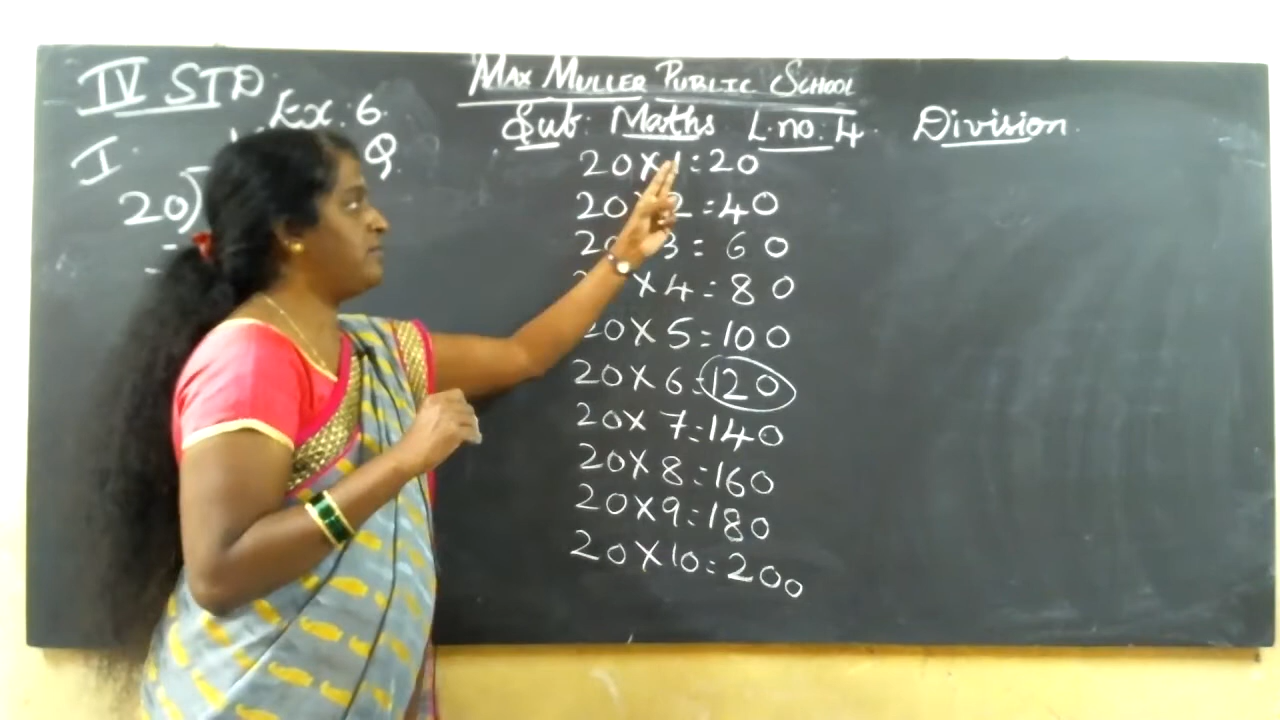 MAX MULLER PUBLIC SCHOOL
IV STD
Sub: Maths L.no: 4 Division
Ex: 6
I
Q
20)
20 X 1 = 20
20 2 = 40
20 3 = 60
X 4 = 80
20 X 5 = 100
20 X 6 = 120
20 X 7 = 140
20 X 8 = 160
20 X 9 = 180
20 X 10 = 200